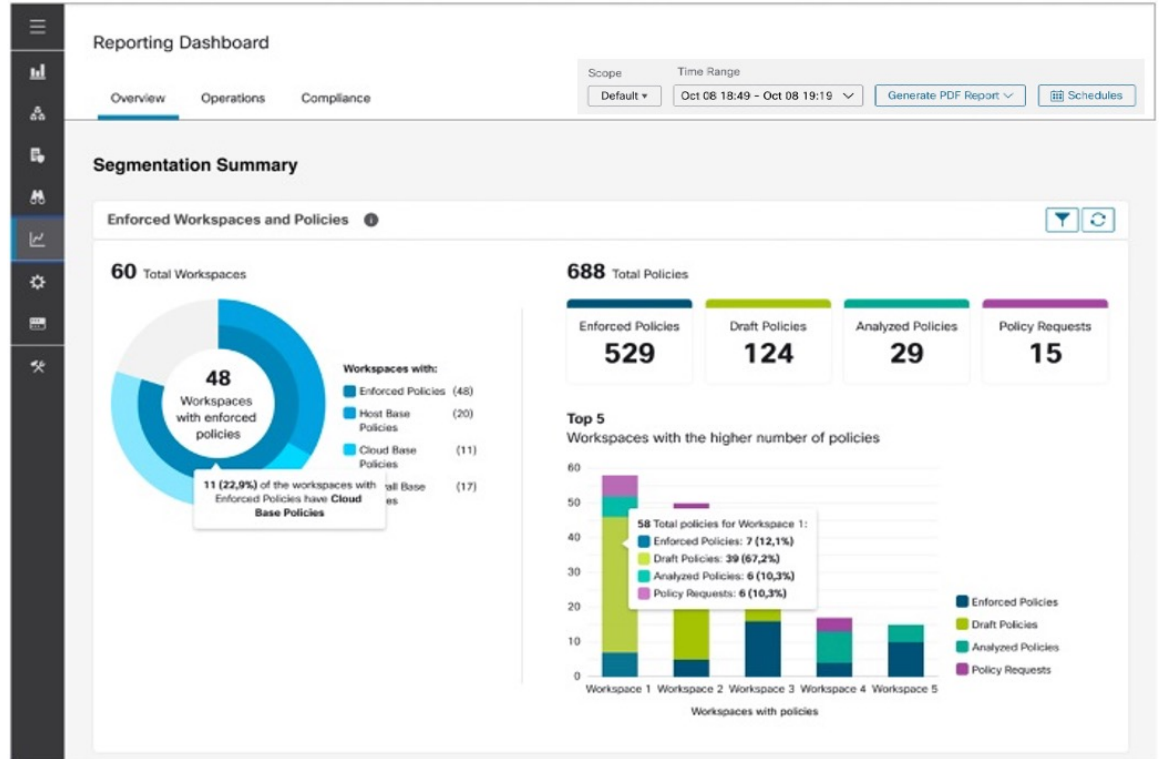 Reporting Dashboard
Scope
Time Range
Overview
Operations
Compliance
Default
Oct 08 18:49 - Oct 08 19:19
Generate PDF Report
Schedules
Segmentation Summary
Enforced Workspaces and Policies
60 Total Workspaces
48
Workspaces
with enforced
policies
Workspaces with:
Enforced Policies (48)
Host Base
Policies
(20)
Cloud Base
Policies
(11)
Base
(17)
11 (22,9%) of the workspaces with
Enforced Policies have Cloud
Base Policies
688 Total Policies
Enforced Policies
529
Draft Policies
124
Analyzed Policies
29
Policy Requests
15
Top 5
Workspaces with the higher number of policies
60
50
40
30
20
10
0
58 Total policies for Workspace 1:
Enforced Policies: 7 (12,1%)
Draft Policies: 39 (67,2%)
Analyzed Policies: 6 (10,3%)
Policy Requests: 6 (10,3%)
Workspace 1
Workspace 2
Workspace 3
Workspace 4
Workspace 5
Workspaces with policies
Enforced Policies
Draft Policies
Analyzed Policies
Policy Requests